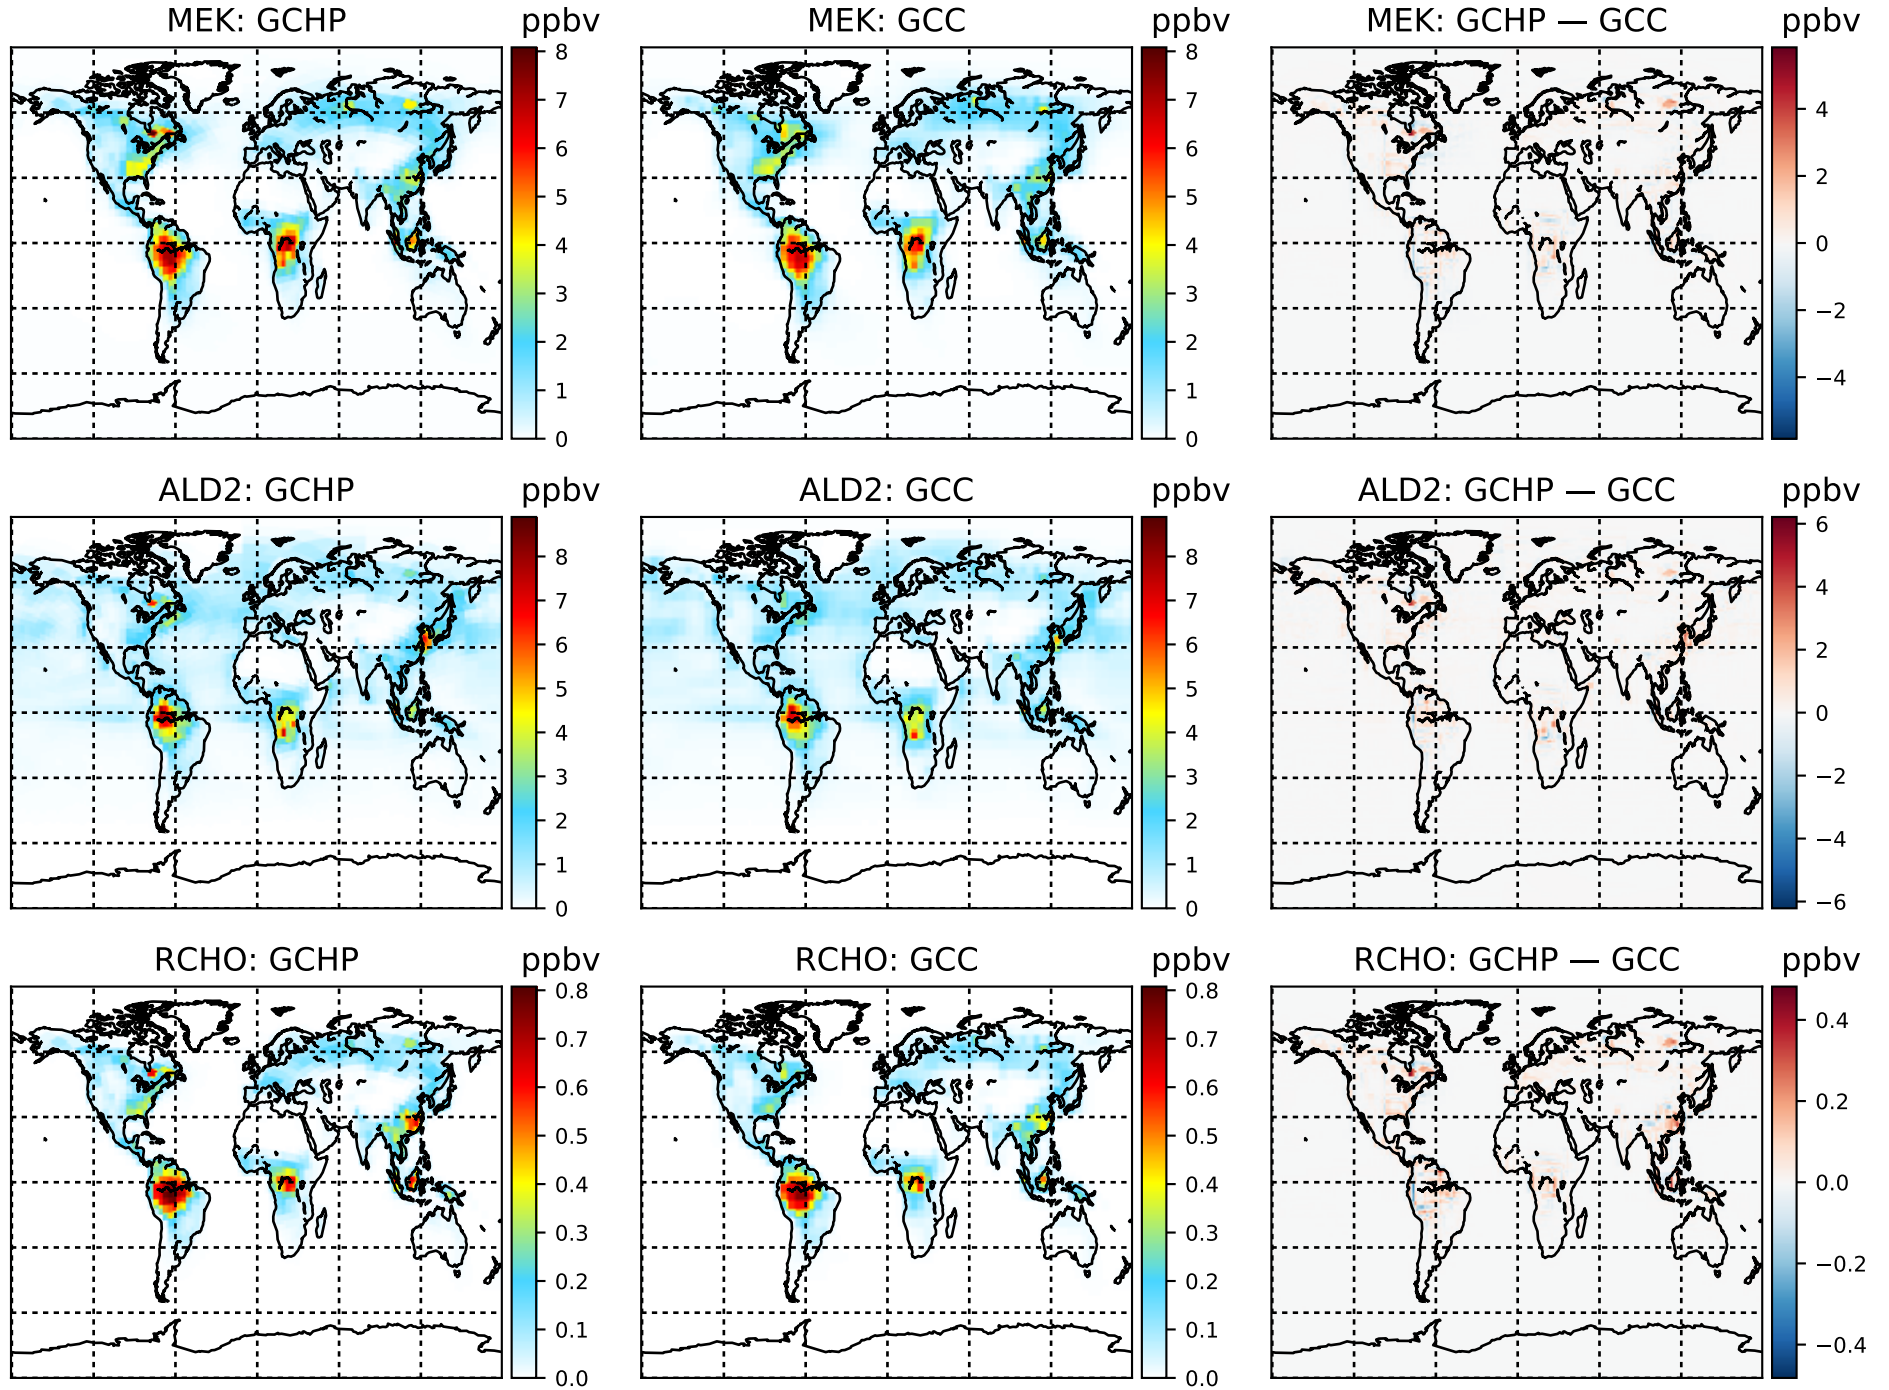 MEK: GCHP ppbv MEK: GCC ppbv MEK: GCHP — GCC ppbv
8 8
7 7 4
6 6
5 5 2
4 4 0
3 3
2 2 −2
1 1 −4
0 0
ALD2: GCHP ppbv ALD2: GCC ppbv ALD2: GCHP — GCC ppbv
6
8 8
7 7 4
6 6
5 5 2
4 4 0
3 3
2 2 −2
1 1 −4
0 0 −6
RCHO: GCHP ppbv RCHO: GCC ppbv RCHO: GCHP — GCC ppbv
0.8 0.8
0.7 0.7 0.4
0.6 0.6
0.5 0.5 0.2
0.4 0.4 0.0
0.3 0.3
0.2 0.2 −0.2
0.1 0.1 −0.4
0.0 0.0